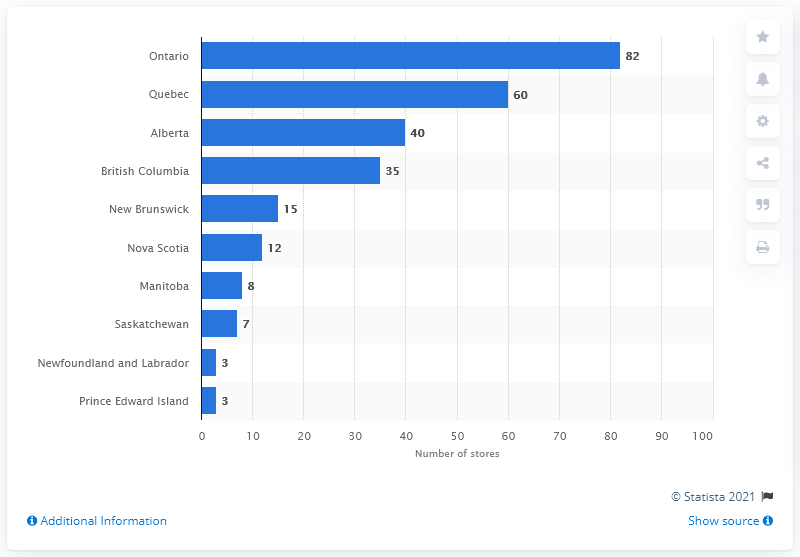 Ontario 82
Quebec 60
Alberta 40
British Columbia 35
New Brunswick 15
Nova Scotia 12
Manitoba 8
Saskatchewan 7
Newfoundland and Labrador 3
Prince Edward Island 3
0 10 20 30 40 50 60 70 80 90 100
Number of stores
© Statista 2021
Additional Information
Show source